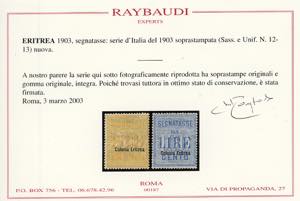 RAYBAUDI
EXPERTS
ERITREA 1903, segnatasse: serie d'Italia del 1903 soprastampata (Sass. e Unif. N. 12-
13) nuova.
A nostro parere la serie qui sotto fotograficamente riprodotta ha soprastampe originali e
gomma originale, integra. Poiché trovasi tuttora in ottimo stato di conservazione, è stata
firmata.
Roma, 3 marzo 2003
SEGNATASSE
LIRE
Colonia Eritrea
Colonia Eritrea
CENTO
ROMA
P.O. BOX 756 - TEL. 06.678.42.96
00187
VIA DI PROPAGANDA, 27